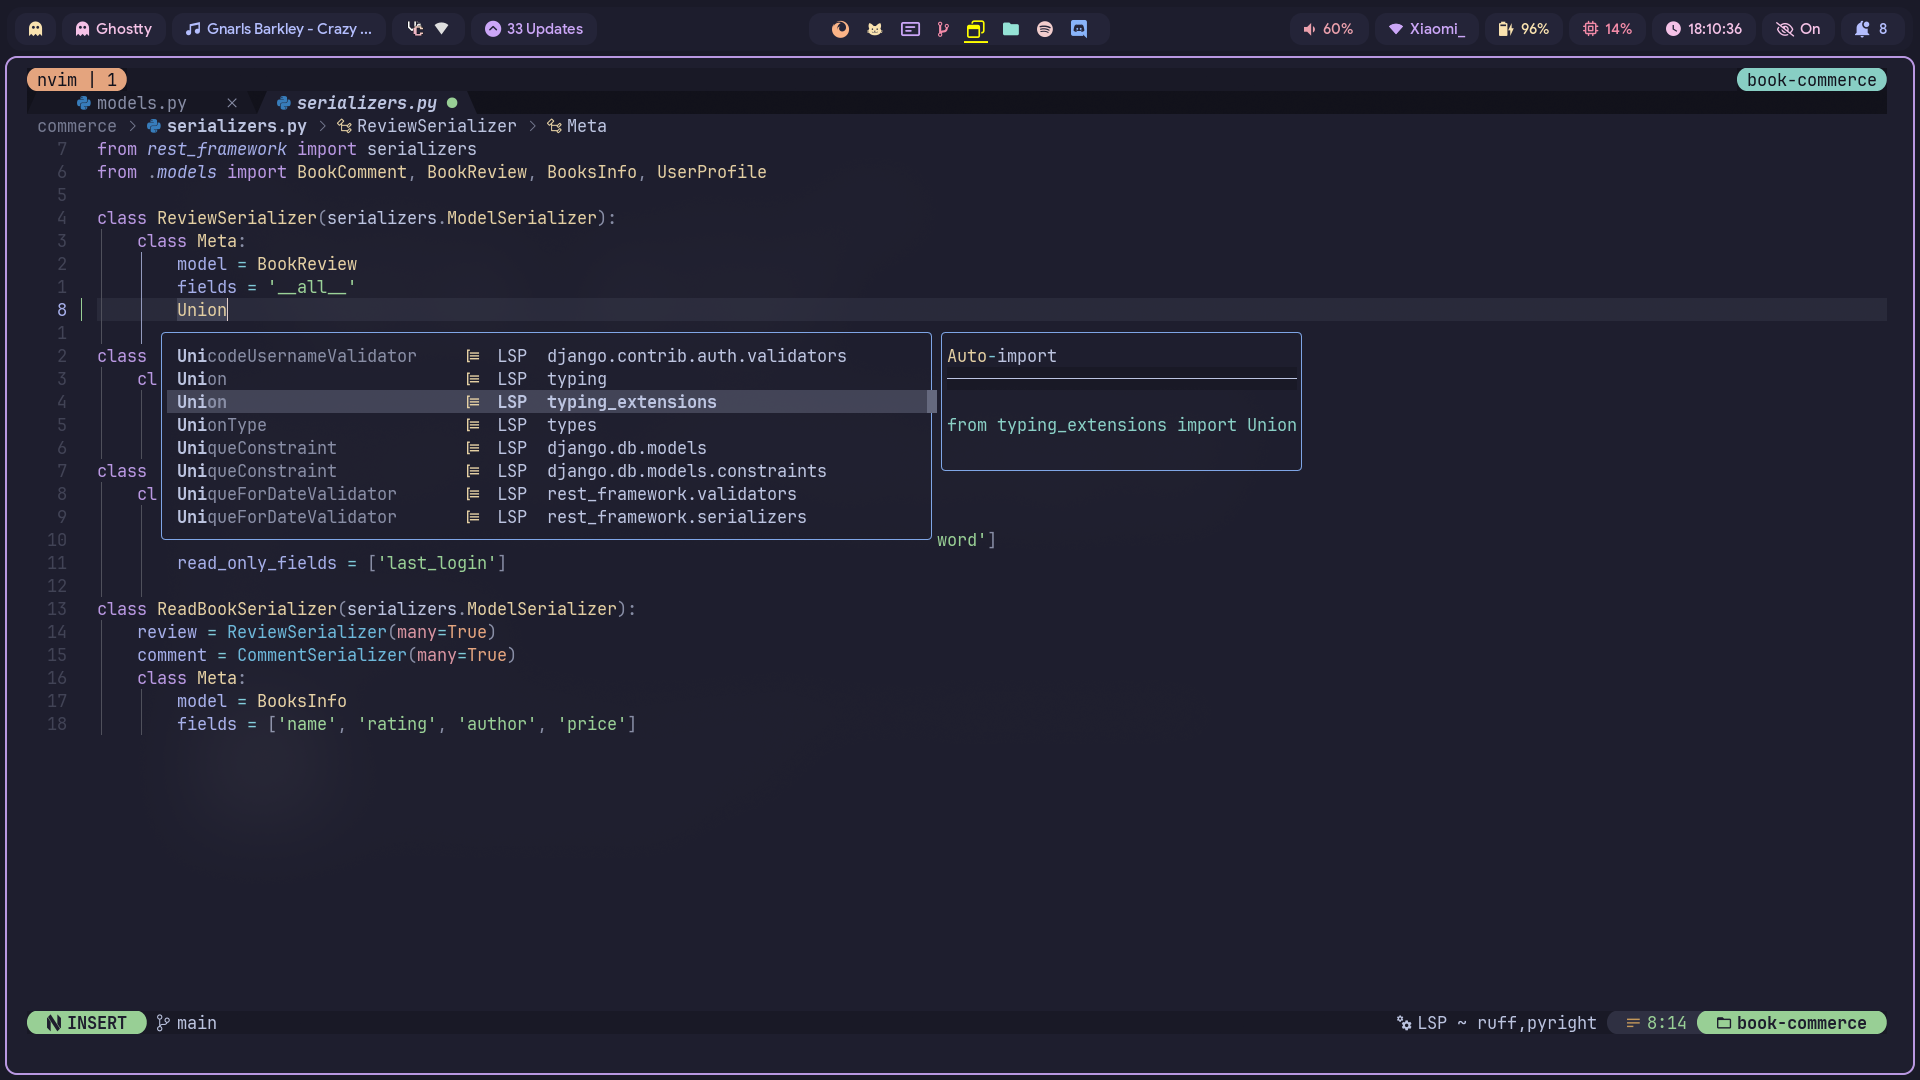 Ghostty Gnarls Barkley - Crazy ... 33 Updates 60% Xiaomi_ 96% 14% 18:10:36 On 8
nvim | 1 book-commerce
models.py × serializers.py ●
commerce > serializers.py > ReviewSerializer > Meta
7 from rest_framework import serializers
6 from .models import BookComment, BookReview, BooksInfo, UserProfile
5
4 class ReviewSerializer(serializers.ModelSerializer):
3 class Meta:
2 model = BookReview
1 fields = '__all__'
8 Union
1
2 class UnicodeUsernameValidator LSP django.contrib.auth.validators Auto-import
3 cl Union LSP typing
4 Union LSP typing_extensions
5 UnionType LSP types from typing_extensions import Union
6 UniqueConstraint LSP django.db.models
7 class UniqueConstraint LSP django.db.models.constraints
8 cl UniqueForDateValidator LSP rest_framework.validators
9 UniqueForDateValidator LSP rest_framework.serializers
10 word']
11 read_only_fields = ['last_login']
12
13 class ReadBookSerializer(serializers.ModelSerializer):
14 review = ReviewSerializer(many=True)
15 comment = CommentSerializer(many=True)
16 class Meta:
17 model = BooksInfo
18 fields = ['name', 'rating', 'author', 'price']
INSERT main LSP ~ ruff,pyright 8:14 book-commerce